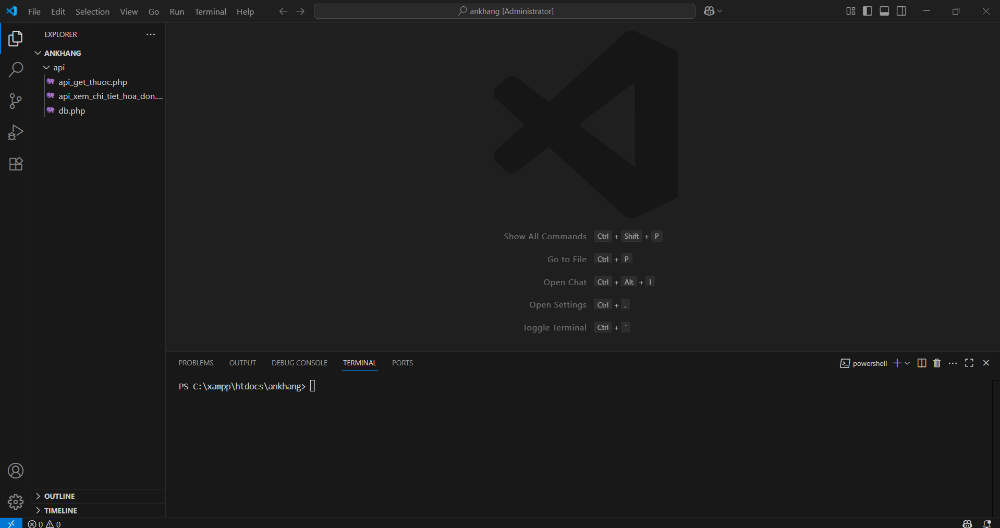 File Edit Selection View Go Run Terminal Help
ankhang [Administrator]
EXPLORER
ANKHANG
api
api_get_thuoc.php
api_xem_chi_tiet_hoa_don....
db.php
Show All Commands Ctrl + Shift + P
Go to File Ctrl + P
Open Chat Ctrl + Alt + I
Open Settings Ctrl + ,
Toggle Terminal Ctrl + `
PROBLEMS OUTPUT DEBUG CONSOLE TERMINAL PORTS
powershell
PS C:\xampp\htdocs\ankhang>
OUTLINE
TIMELINE
0 0